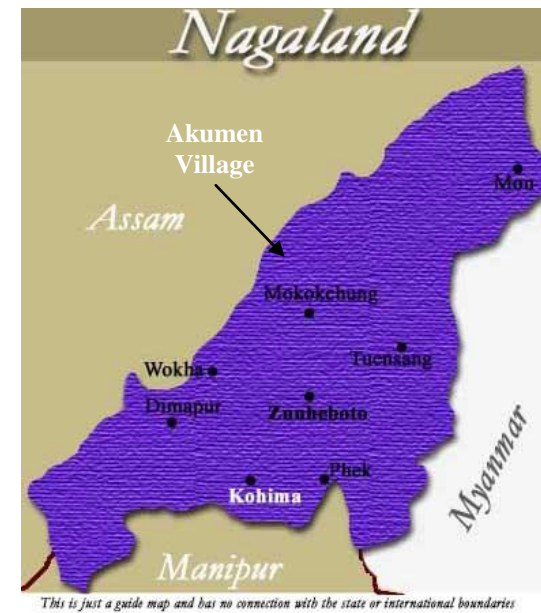 Nagaland
Akumen
Village
Mon
Assam
Mokokchung
Tuensang
Wokha
Dimapur
Zunheboto
Phek
Kohima
Myanmar
Manipur
This is just a guide map and has no connection with the state or international boundaries